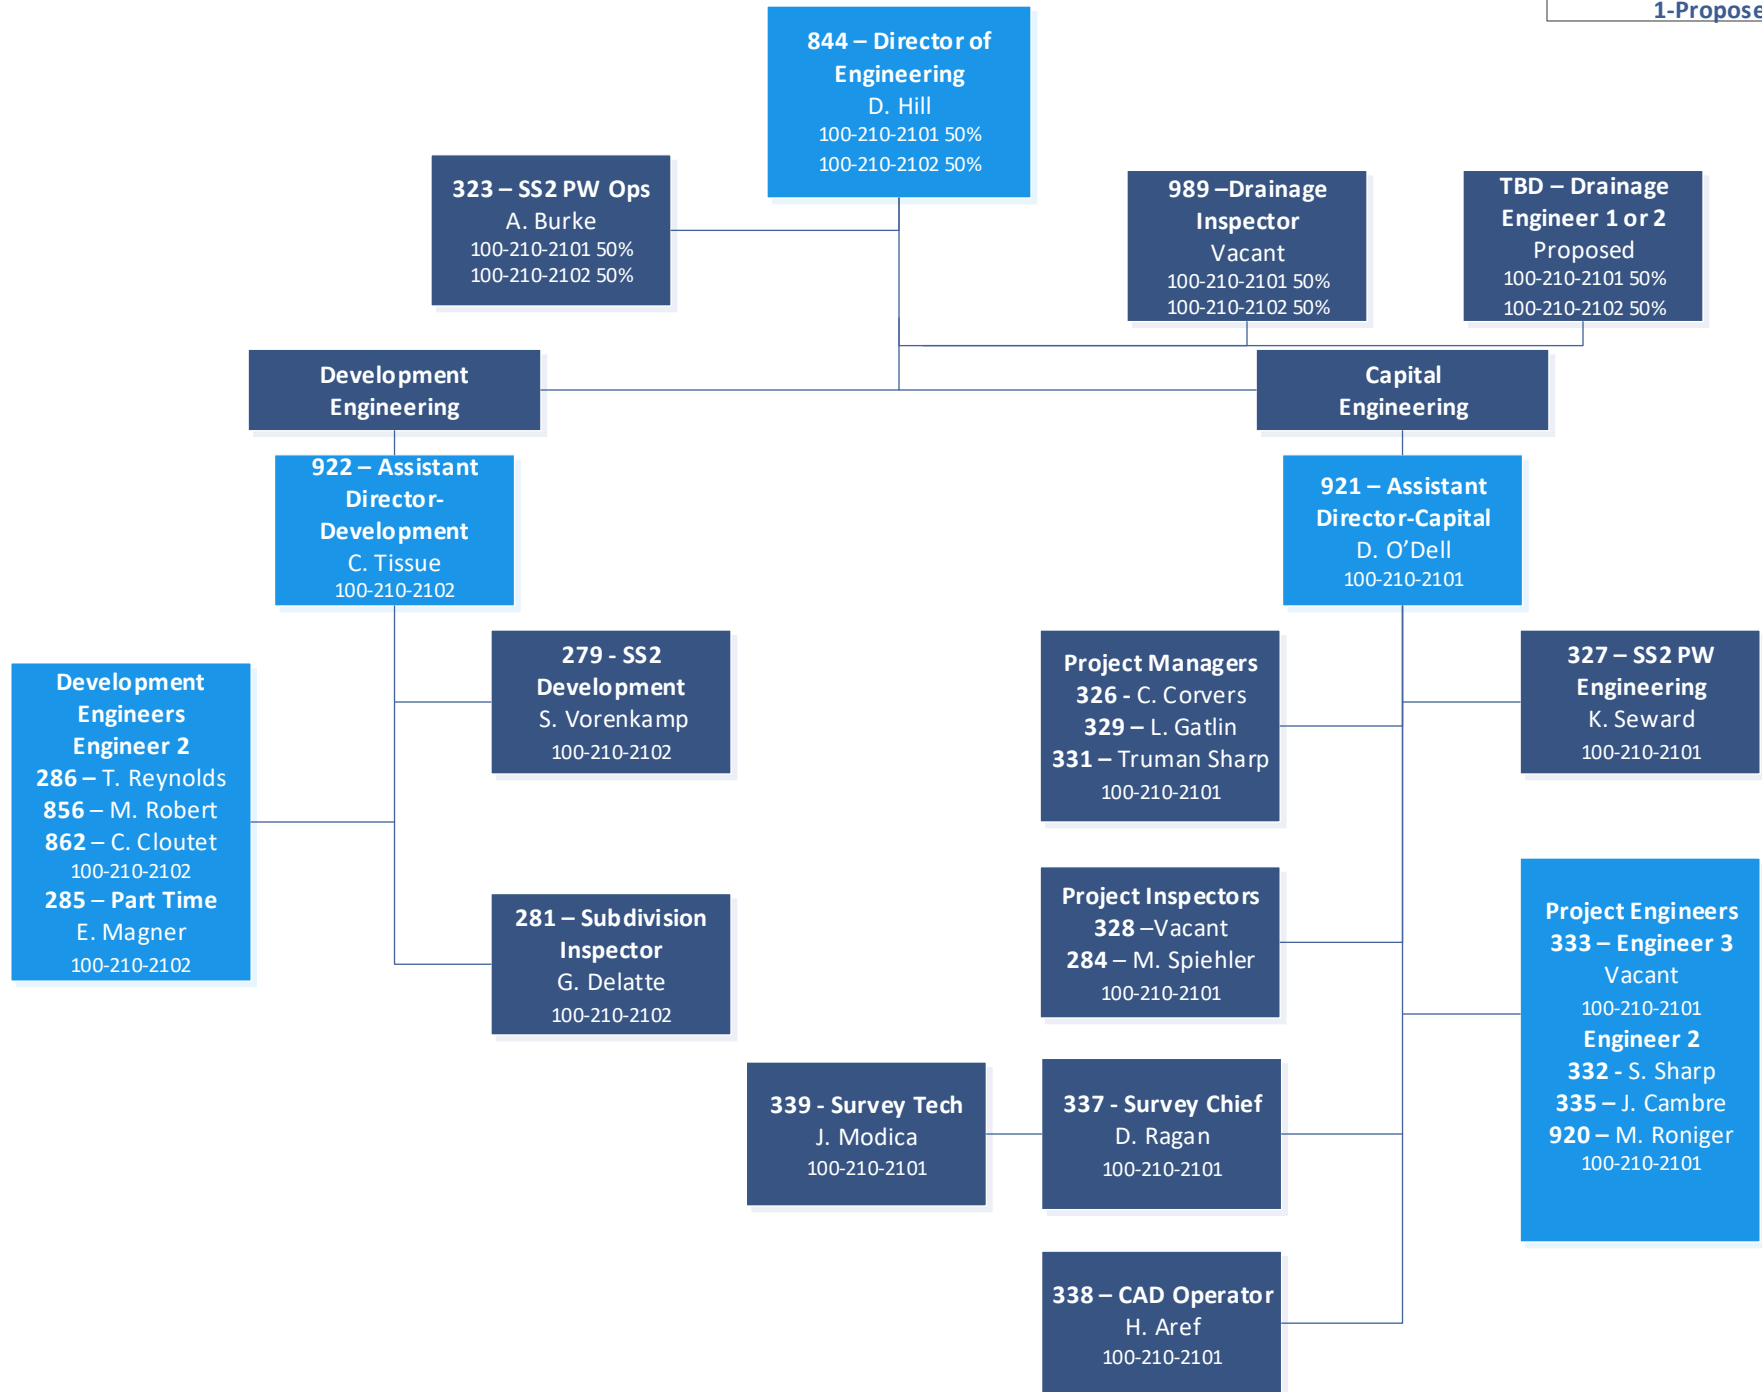 1-Propose
844 – Director of
Engineering
D. Hill
100-210-2101 50%
100-210-2102 50%
323 – SS2 PW Ops
A. Burke
100-210-2101 50%
100-210-2102 50%
989 –Drainage
Inspector
Vacant
100-210-2101 50%
100-210-2102 50%
TBD – Drainage
Engineer 1 or 2
Proposed
100-210-2101 50%
100-210-2102 50%
Development
Engineering
Capital
Engineering
922 – Assistant
Director-
Development
C. Tissue
100-210-2102
921 – Assistant
Director-Capital
D. O’Dell
100-210-2101
Development
Engineers
Engineer 2
286 – T. Reynolds
856 – M. Robert
862 – C. Cloutet
100-210-2102
285 – Part Time
E. Magner
100-210-2102
279 - SS2
Development
S. Vorenkamp
100-210-2102
281 – Subdivision
Inspector
G. Delatte
100-210-2102
Project Managers
326 - C. Corvers
329 – L. Gatlin
331 – Truman Sharp
100-210-2101
327 – SS2 PW
Engineering
K. Seward
100-210-2101
Project Inspectors
328 –Vacant
284 – M. Spiehler
100-210-2101
Project Engineers
333 – Engineer 3
Vacant
100-210-2101
Engineer 2
332 - S. Sharp
335 – J. Cambre
920 – M. Roniger
100-210-2101
339 - Survey Tech
J. Modica
100-210-2101
337 - Survey Chief
D. Ragan
100-210-2101
338 – CAD Operator
H. Aref
100-210-2101